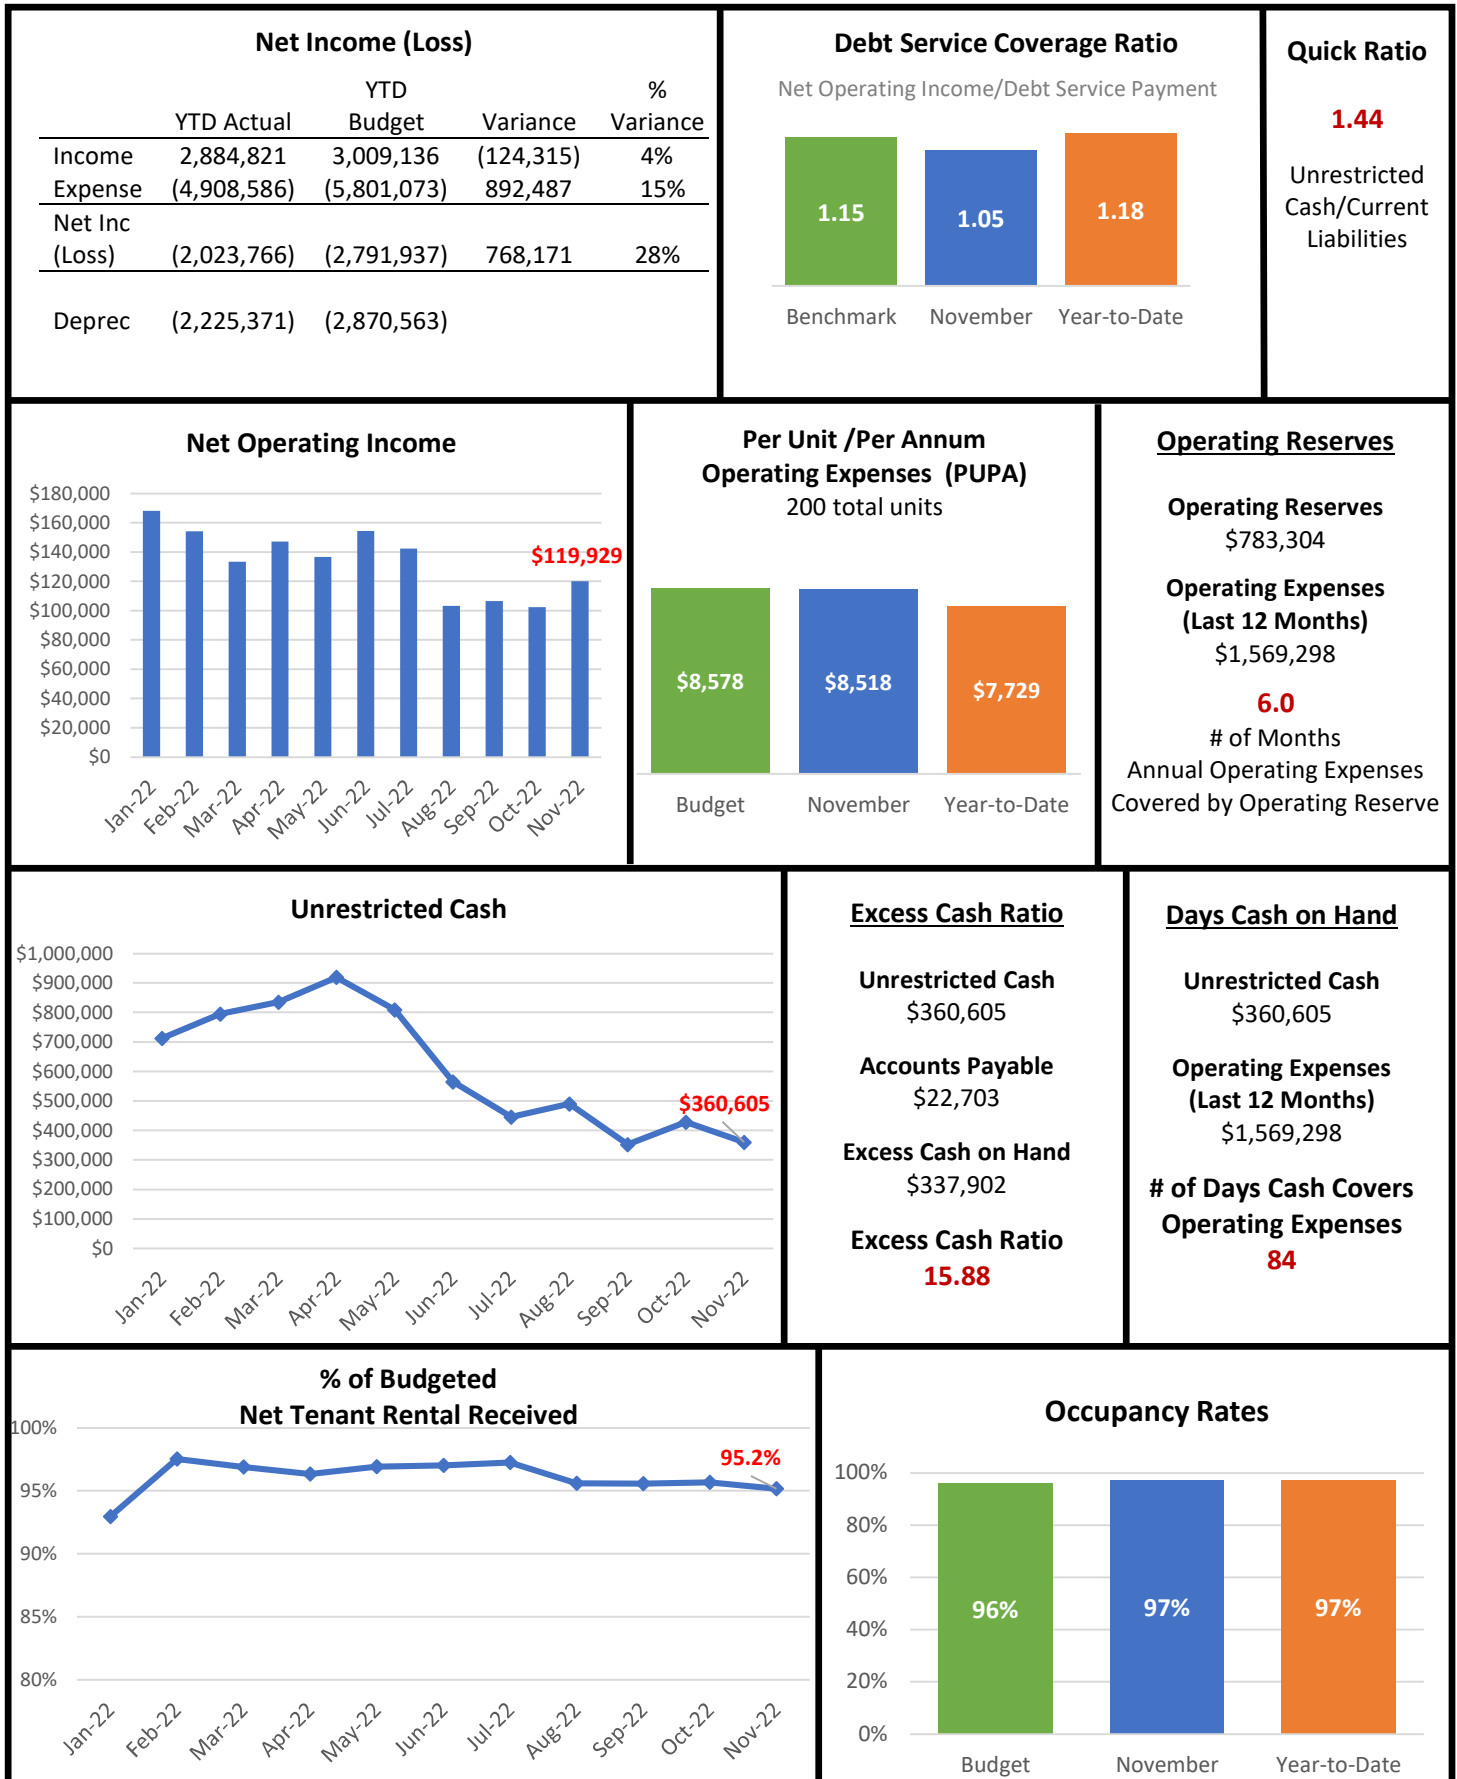 Net Income (Loss)
YTD %
YTD Actual Budget Variance Variance
Income 2,884,821 3,009,136 (124,315) 4%
Expense (4,908,586) (5,801,073) 892,487 15%
Net Inc
(Loss) (2,023,766) (2,791,937) 768,171 28%
Deprec (2,225,371) (2,870,563)
Debt Service Coverage Ratio
Net Operating Income/Debt Service Payment
1.15 1.05 1.18
Benchmark November Year-to-Date
Quick Ratio
1.44
Unrestricted
Cash/Current
Liabilities
Net Operating Income
$180,000
$160,000
$140,000
$120,000
$100,000
$80,000
$60,000
$40,000
$20,000
$0
$119,929
Jan-22 Feb-22 Mar-22 Apr-22 May-22 Jun-22 Jul-22 Aug-22 Sep-22 Oct-22 Nov-22
Per Unit /Per Annum
Operating Expenses (PUPA)
200 total units
$8,578 $8,518 $7,729
Budget November Year-to-Date
Operating Reserves
Operating Reserves
$783,304
Operating Expenses
(Last 12 Months)
$1,569,298
6.0
# of Months
Annual Operating Expenses
Covered by Operating Reserve
Unrestricted Cash
$1,000,000
$900,000
$800,000
$700,000
$600,000
$500,000
$400,000
$300,000
$200,000
$100,000
$0
$360,605
Jan-22 Feb-22 Mar-22 Apr-22 May-22 Jun-22 Jul-22 Aug-22 Sep-22 Oct-22 Nov-22
Excess Cash Ratio
Unrestricted Cash
$360,605
Accounts Payable
$22,703
Excess Cash on Hand
$337,902
Excess Cash Ratio
15.88
Days Cash on Hand
Unrestricted Cash
$360,605
Operating Expenses
(Last 12 Months)
$1,569,298
# of Days Cash Covers
Operating Expenses
84
% of Budgeted
Net Tenant Rental Received
100%
95%
90%
85%
80%
95.2%
Jan-22 Feb-22 Mar-22 Apr-22 May-22 Jun-22 Jul-22 Aug-22 Sep-22 Oct-22 Nov-22
Occupancy Rates
100%
80%
60%
40%
20%
0%
96% 97% 97%
Budget November Year-to-Date